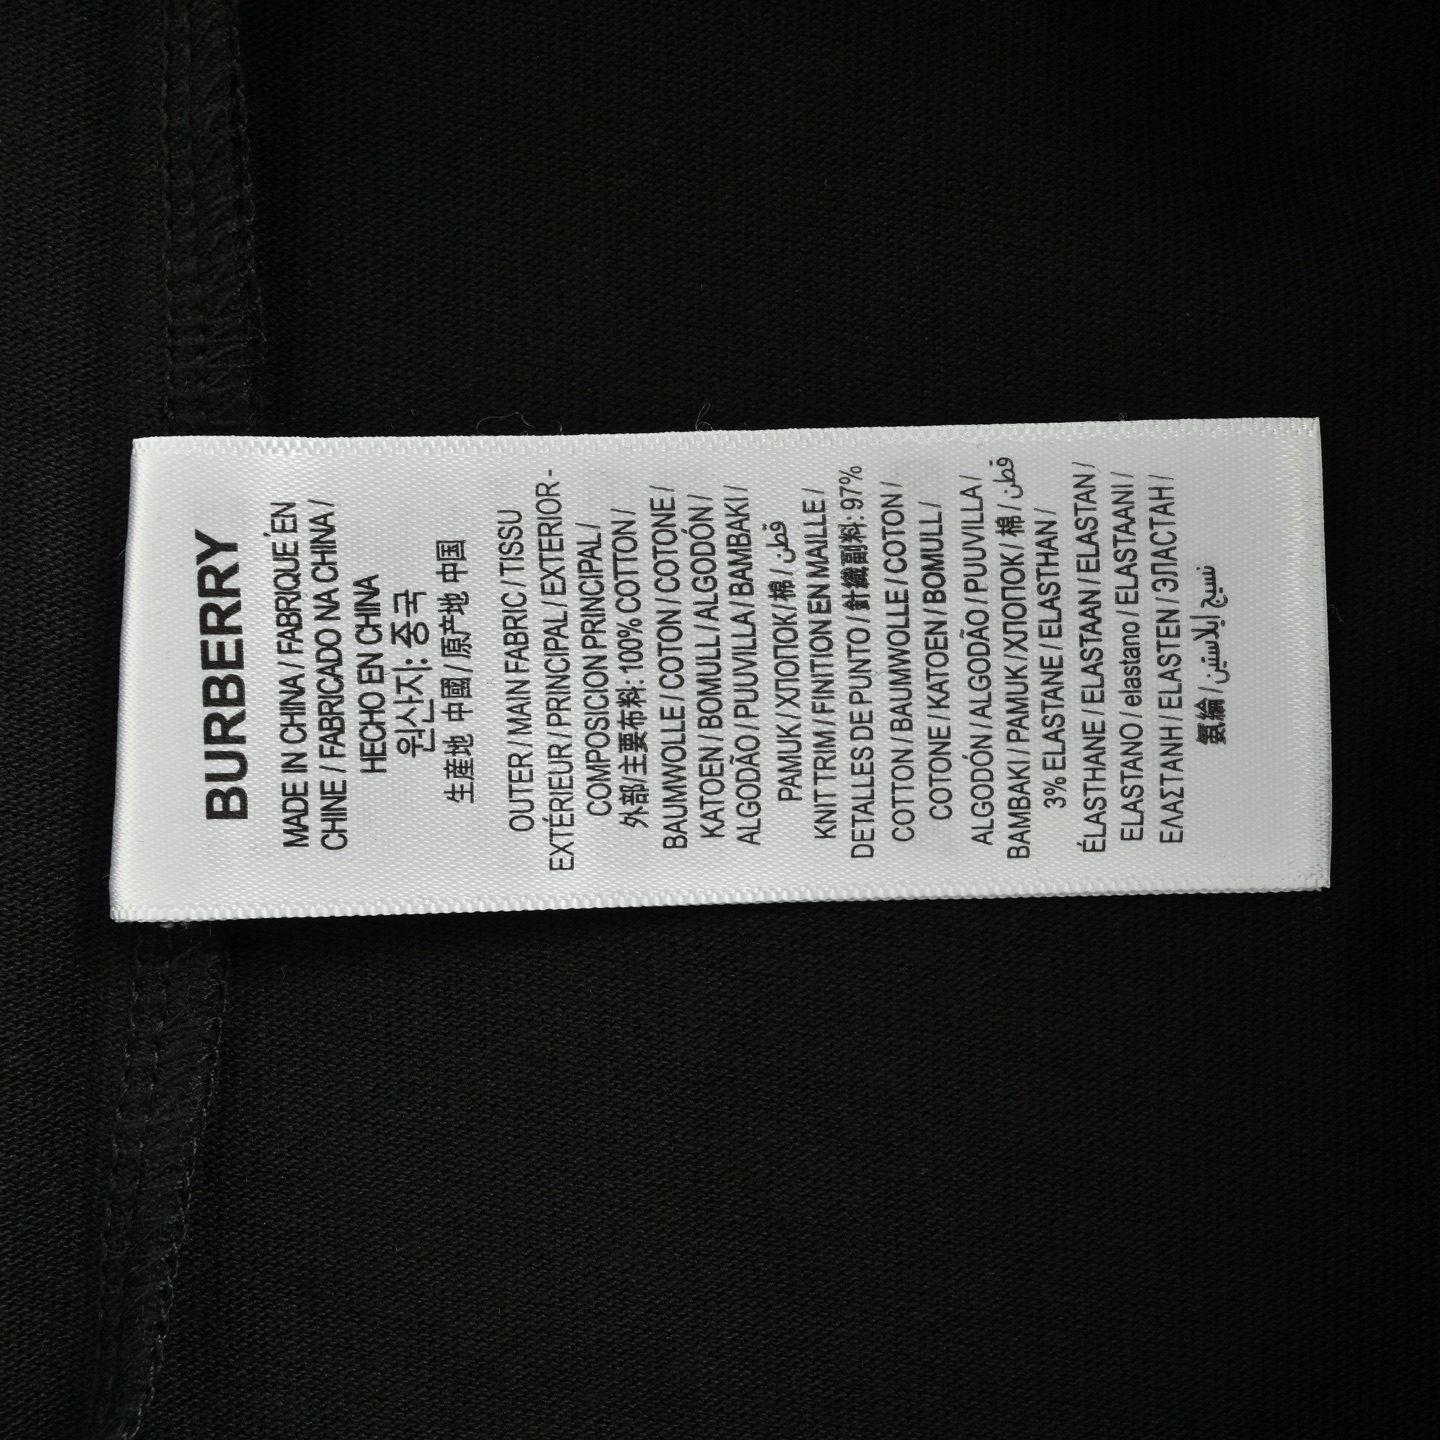 BURBERRY
MADE IN CHINA / FABRIQUÉ EN
CHINE / FABRICADO NA CHINA /
HECHO EN CHINA
원산지: 중국
生産地 中國 / 原产地 中国
OUTER / MAIN FABRIC / TISSU
EXTÉRIEUR / PRINCIPAL / EXTERIOR -
COMPOSICION PRINCIPAL /
外部/主要布料: 100% COTTON /
BAUMWOLLE / COTON / COTONE /
KATOEN / BOMULL / ALGODÓN /
ALGODÃO / PUUVILLA / BAMBAKI /
PAMUK / ХЛОПОК / 棉 / قطن
KNIT TRIM / FINITION EN MAILLE /
DETALLES DE PUNTO / 針織副料: 97%
COTTON / BAUMWOLLE / COTON /
COTONE / KATOEN / BOMULL /
ALGODÓN / ALGODÃO / PUUVILLA /
BAMBAKI / PAMUK / ХЛОПОК / 棉 / قطن
3% ELASTANE / ELASTHAN /
ÉLASTHANE / ELASTAAN / ELASTAN /
ELASTANO / elastano / ELASTAANI /
ΕΛΑΣΤΑΝΗ / ELASTEN / ЭЛАСТАН /
氨綸 / نسيج إيلاستين